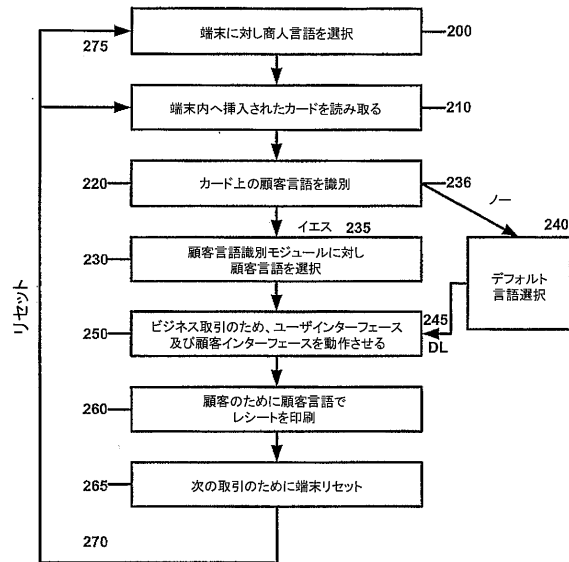 端末に対し商人言語を選択
200
275
端末内へ挿入されたカードを読み取る
210
220
カード上の顧客言語を識別
236
ノー
イエス
235
240
230
顧客言語識別モジュールに対し
顧客言語を選択
デフォルト
言語選択
リセット
250
ビジネス取引のため、ユーザインターフェース
及び顧客インターフェースを動作させる
245
DL
260
顧客のために顧客言語で
レシートを印刷
265
次の取引のために端末リセット
270